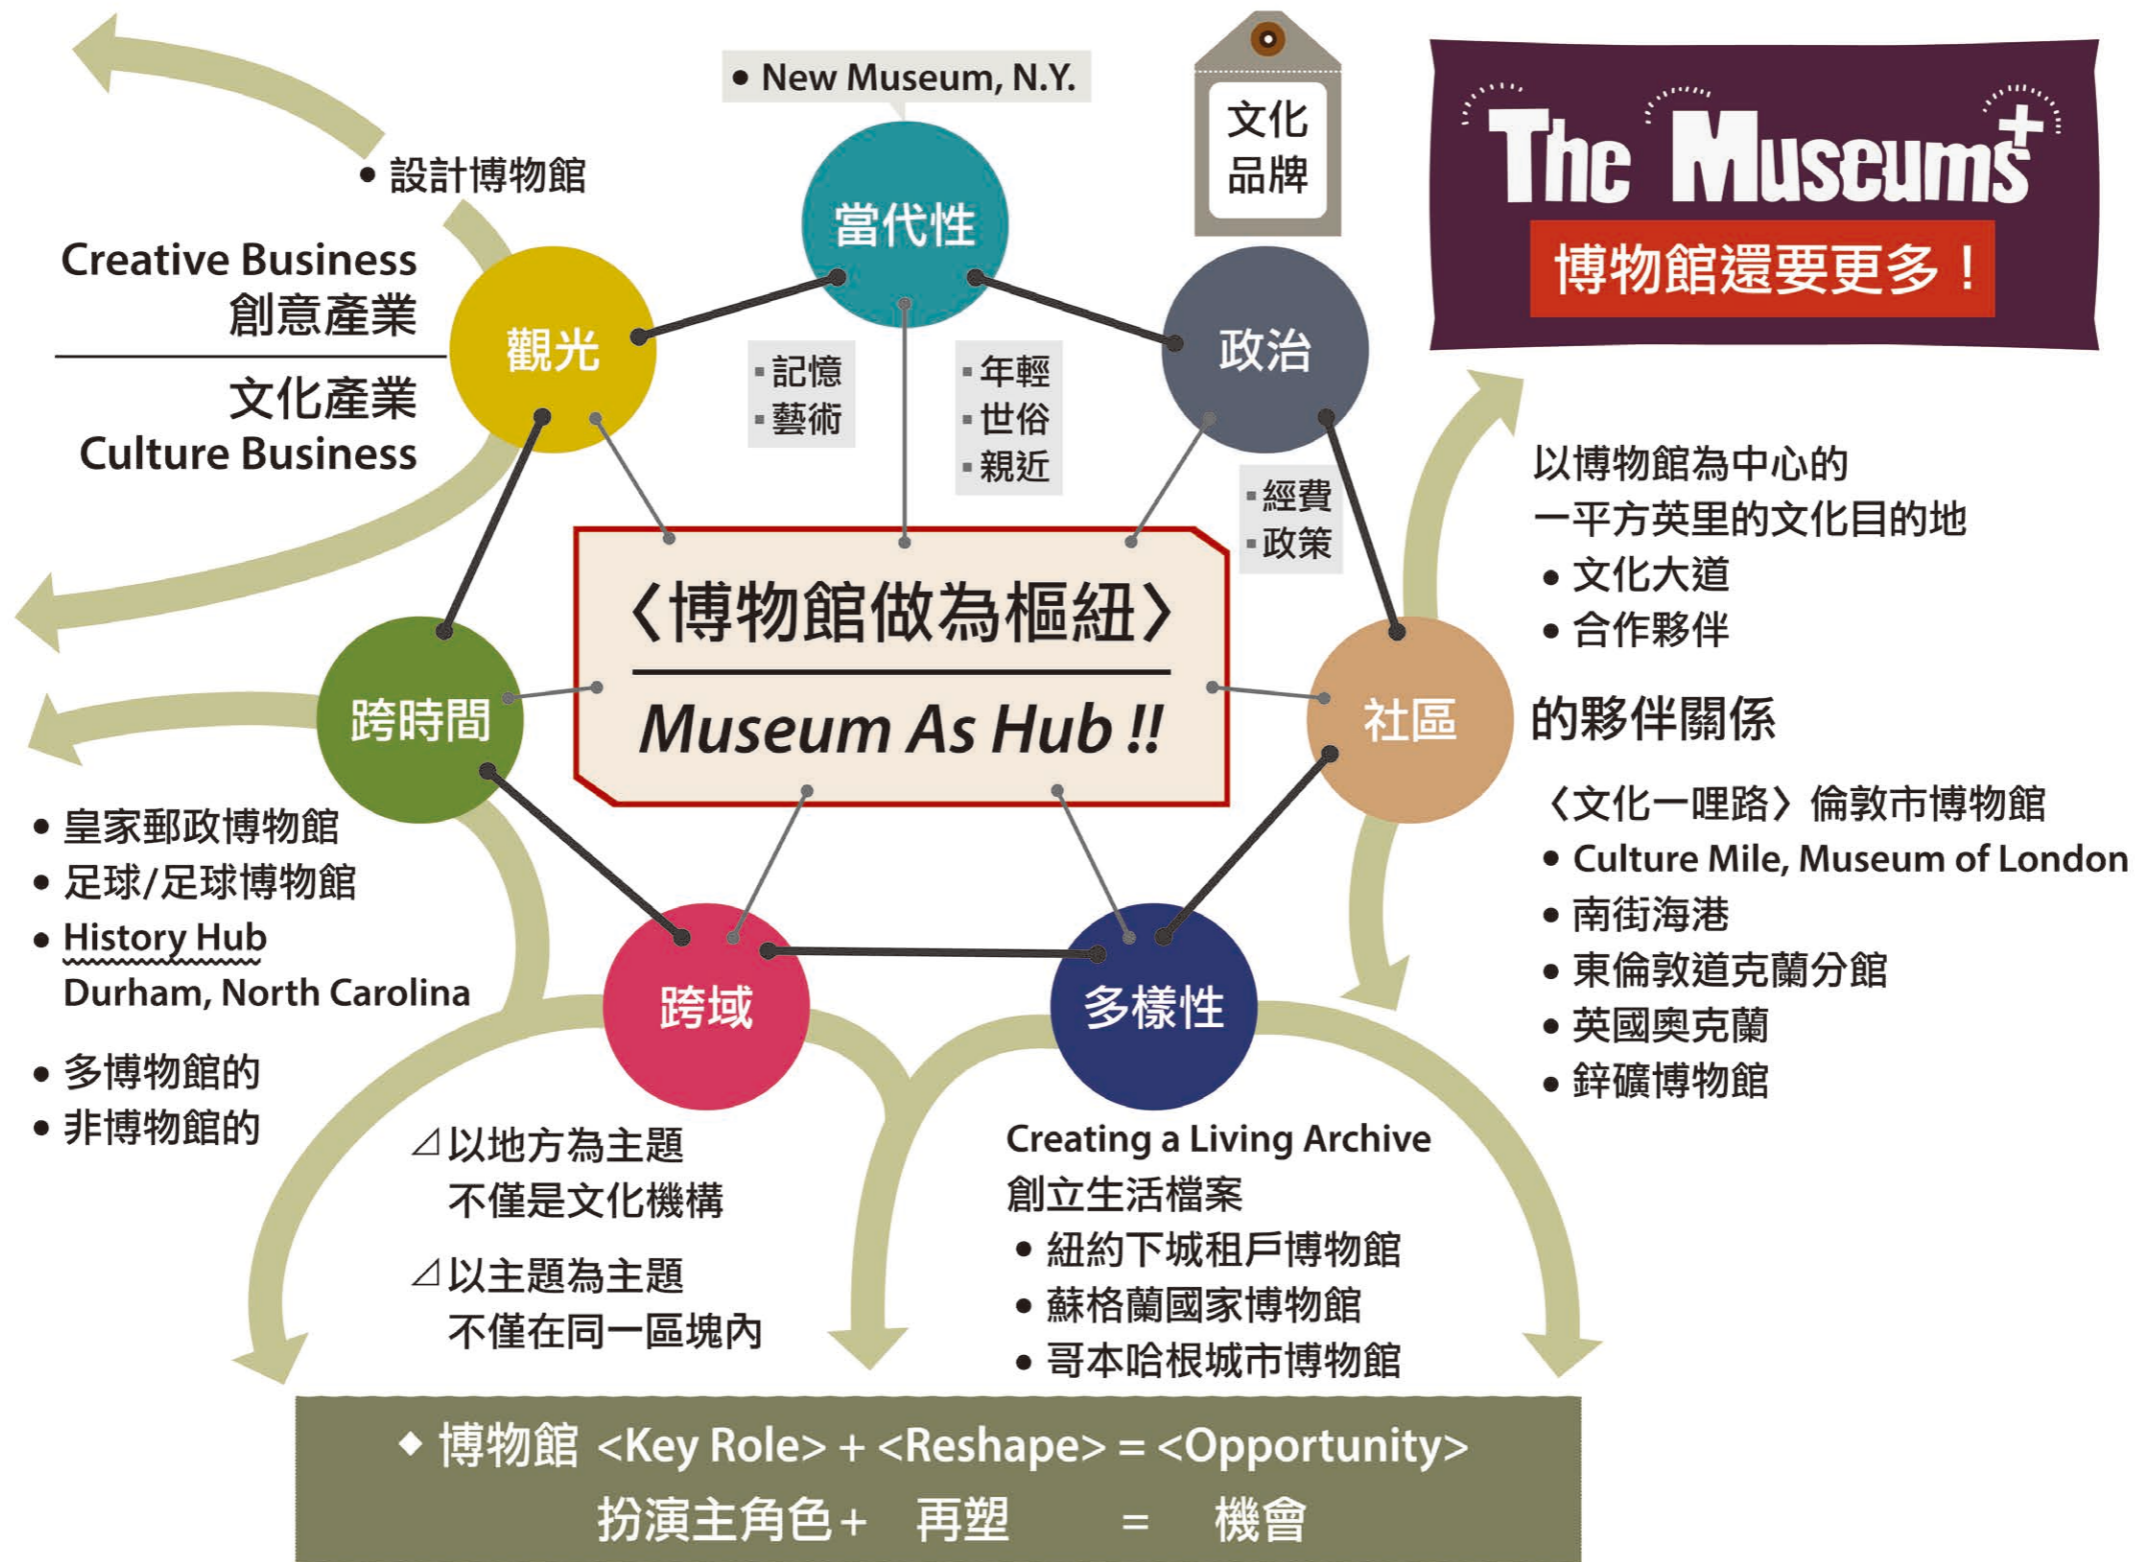 • New Museum, N.Y.
文化
品牌
The Museums+
博物館還要更多！
• 設計博物館
Creative Business
創意產業
文化產業
Culture Business
觀光
當代性
政治
▪ 記憶
▪ 藝術
▪ 年輕
▪ 世俗
▪ 親近
▪ 經費
▪ 政策
〈博物館做為樞紐〉
Museum As Hub !!
以博物館為中心的
一平方英里的文化目的地
• 文化大道
• 合作夥伴
社區
的夥伴關係
〈文化一哩路〉倫敦市博物館
• Culture Mile, Museum of London
• 南街海港
• 東倫敦道克蘭分館
• 英國奧克蘭
• 鋅礦博物館
跨時間
• 皇家郵政博物館
• 足球/足球博物館
• History Hub
Durham, North Carolina
• 多博物館的
• 非博物館的
跨域
⊿以地方為主題
不僅是文化機構
⊿以主題為主題
不僅在同一區塊內
多樣性
Creating a Living Archive
創立生活檔案
• 紐約下城租戶博物館
• 蘇格蘭國家博物館
• 哥本哈根城市博物館
◆ 博物館 <Key Role> + <Reshape> = <Opportunity>
扮演主角色+ 再塑 = 機會